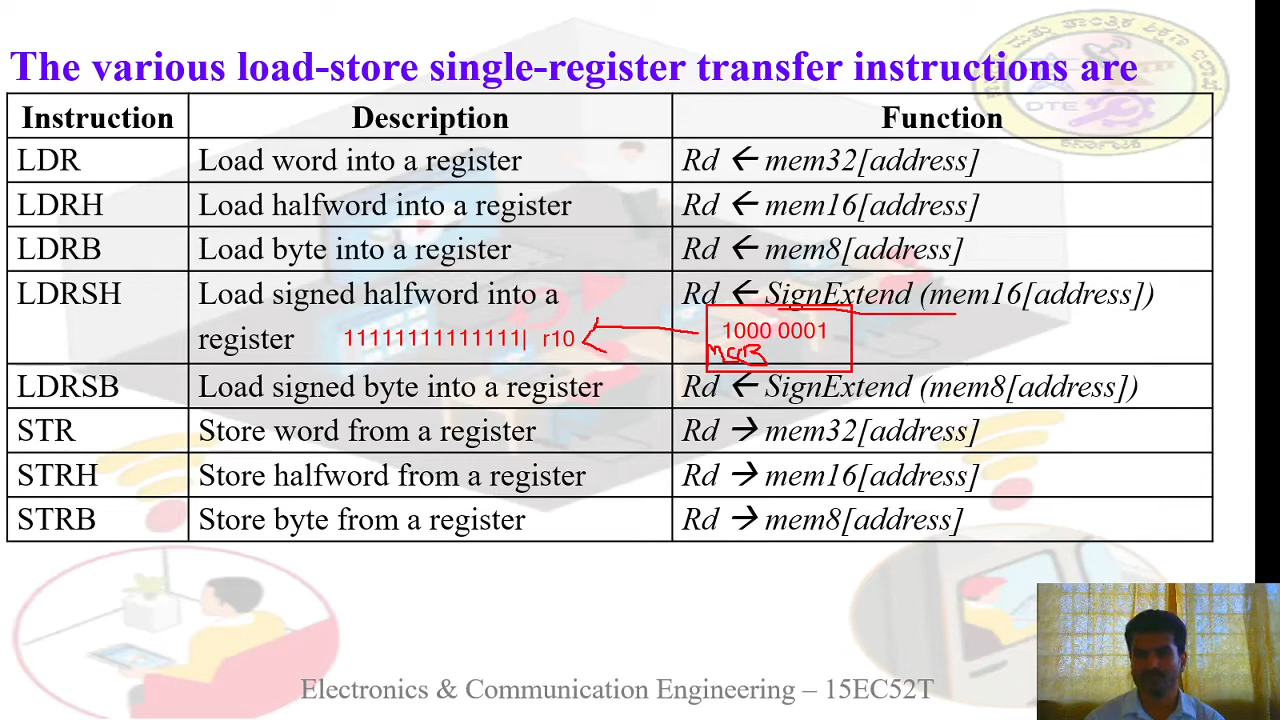 The various load-store single-register transfer instructions are
Instruction Description Function
LDR Load word into a register Rd 🡨 mem32[address]
LDRH Load halfword into a register Rd 🡨 mem16[address]
LDRB Load byte into a register Rd 🡨 mem8[address]
LDRSH Load signed halfword into a Rd 🡨 SignExtend (mem16[address])
register 11111111111111| r10 1000 0001
LDRSB Load signed byte into a register Rd 🡨 SignExtend (mem8[address])
STR Store word from a register Rd 🡪 mem32[address]
STRH Store halfword from a register Rd 🡪 mem16[address]
STRB Store byte from a register Rd 🡪 mem8[address]
DTE
Electronics & Communication Engineering – 15EC52T